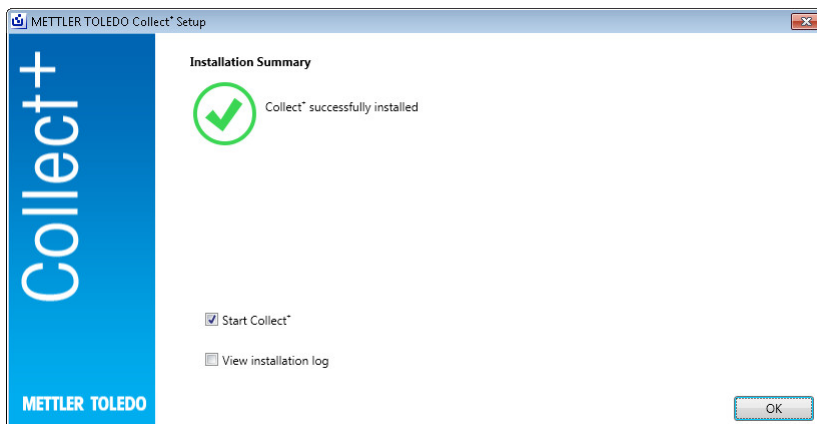 METTLER TOLEDO Collect⁺ Setup
Collect+
Installation Summary
Collect⁺ successfully installed
Start Collect⁺
View installation log
METTLER TOLEDO
OK